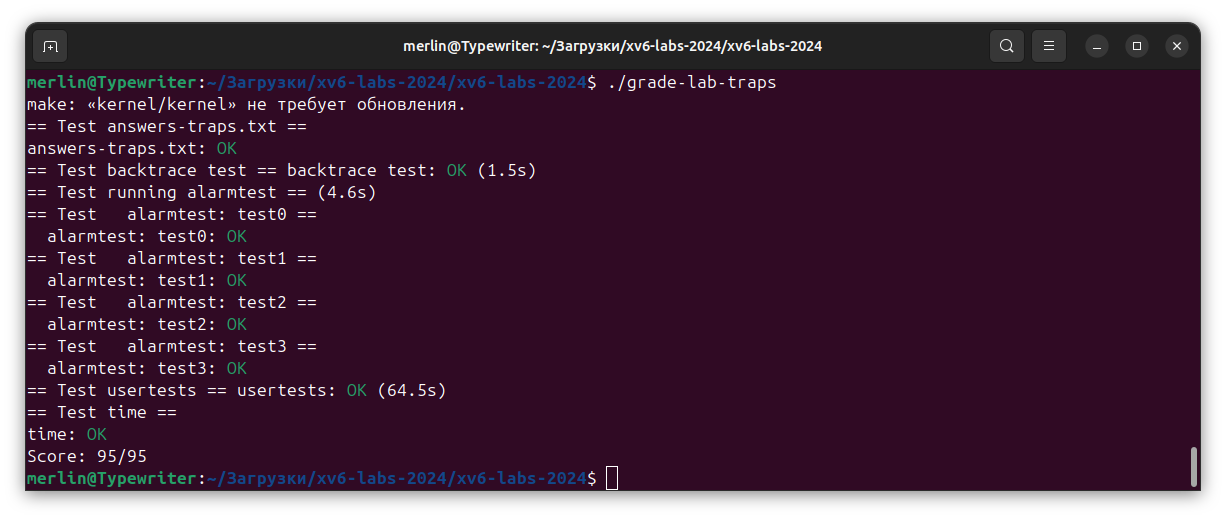 merlin@Typewriter: ~/Загрузки/xv6-labs-2024/xv6-labs-2024
merlin@Typewriter:~/Загрузки/xv6-labs-2024/xv6-labs-2024$ ./grade-lab-traps
make: «kernel/kernel» не требует обновления.
== Test answers-traps.txt ==
answers-traps.txt: OK
== Test backtrace test == backtrace test: OK (1.5s)
== Test running alarmtest == (4.6s)
== Test   alarmtest: test0 ==
  alarmtest: test0: OK
== Test   alarmtest: test1 ==
  alarmtest: test1: OK
== Test   alarmtest: test2 ==
  alarmtest: test2: OK
== Test   alarmtest: test3 ==
  alarmtest: test3: OK
== Test usertests == usertests: OK (64.5s)
== Test time ==
time: OK
Score: 95/95
merlin@Typewriter:~/Загрузки/xv6-labs-2024/xv6-labs-2024$